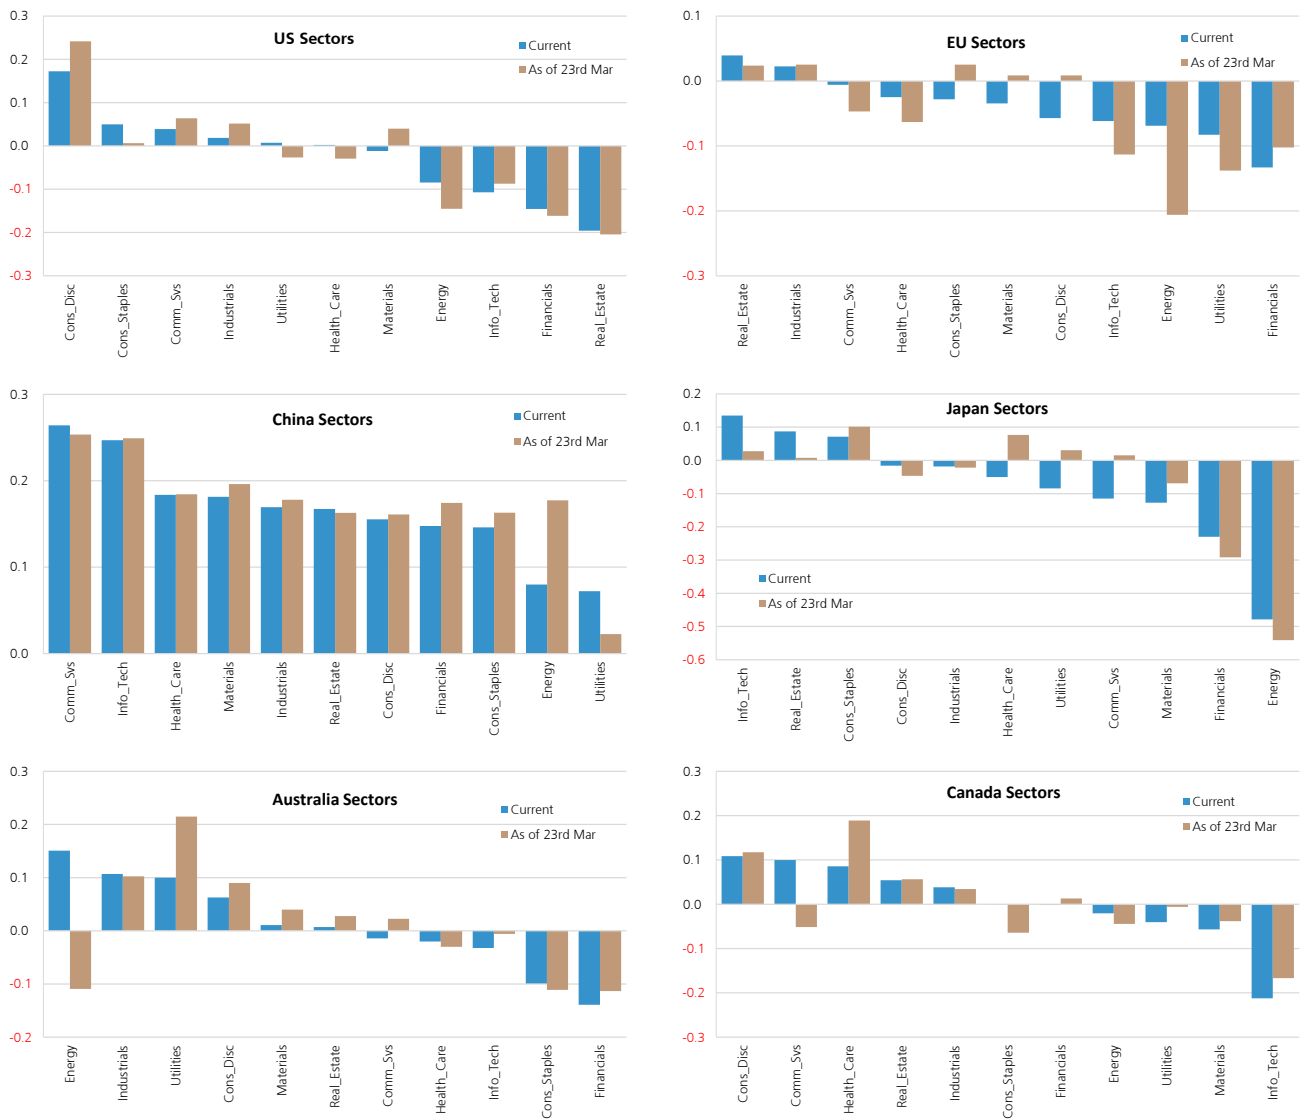 US Sectors
Current
As of 23rd Mar
0.3
0.2
0.1
0.0
-0.1
-0.2
-0.3
Cons_Disc
Cons_Staples
Comm_Svs
Industrials
Utilities
Health_Care
Materials
Energy
Info_Tech
Financials
Real_Estate
EU Sectors
Current
As of 23rd Mar
0.1
0.0
-0.1
-0.2
-0.3
Real_Estate
Industrials
Comm_Svs
Health_Care
Cons_Staples
Materials
Cons_Disc
Info_Tech
Energy
Utilities
Financials
China Sectors
Current
As of 23rd Mar
0.3
0.2
0.1
0.0
Comm_Svs
Info_Tech
Health_Care
Materials
Industrials
Real_Estate
Cons_Disc
Financials
Cons_Staples
Energy
Utilities
Japan Sectors
0.2
0.1
0.0
-0.1
-0.2
-0.3
-0.4
-0.5
-0.6
Current
As of 23rd Mar
Info_Tech
Real_Estate
Cons_Staples
Cons_Disc
Industrials
Health_Care
Utilities
Comm_Svs
Materials
Financials
Energy
Australia Sectors
Current
As of 23rd Mar
0.3
0.2
0.1
0.0
-0.1
-0.2
Energy
Industrials
Utilities
Cons_Disc
Materials
Real_Estate
Comm_Svs
Health_Care
Info_Tech
Cons_Staples
Financials
Canada Sectors
Current
As of 23rd Mar
0.3
0.2
0.1
0.0
-0.1
-0.2
-0.3
Cons_Disc
Comm_Svs
Health_Care
Real_Estate
Industrials
Cons_Staples
Financials
Energy
Utilities
Materials
Info_Tech